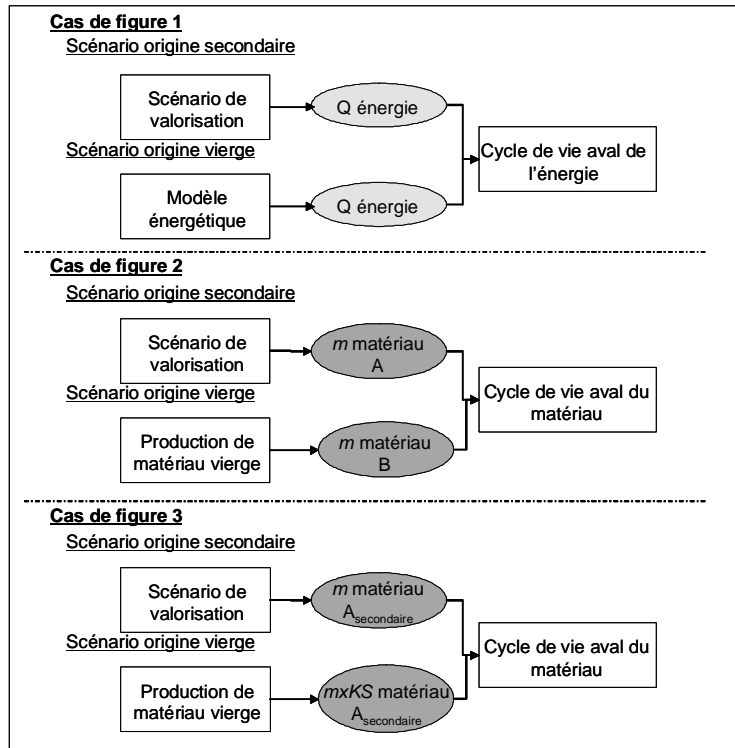 Cas de figure 1
Scénario origine secondaire
Scénario de
valorisation
Q énergie
Scénario origine vierge
Modèle
énergétique
Q énergie
Cycle de vie aval de
l'énergie
Cas de figure 2
Scénario origine secondaire
Scénario de
valorisation
m matériau
A
Scénario origine vierge
Production de
matériau vierge
m matériau
B
Cycle de vie aval du
matériau
Cas de figure 3
Scénario origine secondaire
Scénario de
valorisation
m matériau
Asecondaire
Scénario origine vierge
Production de
matériau vierge
mxKS matériau
Asecondaire
Cycle de vie aval du
matériau